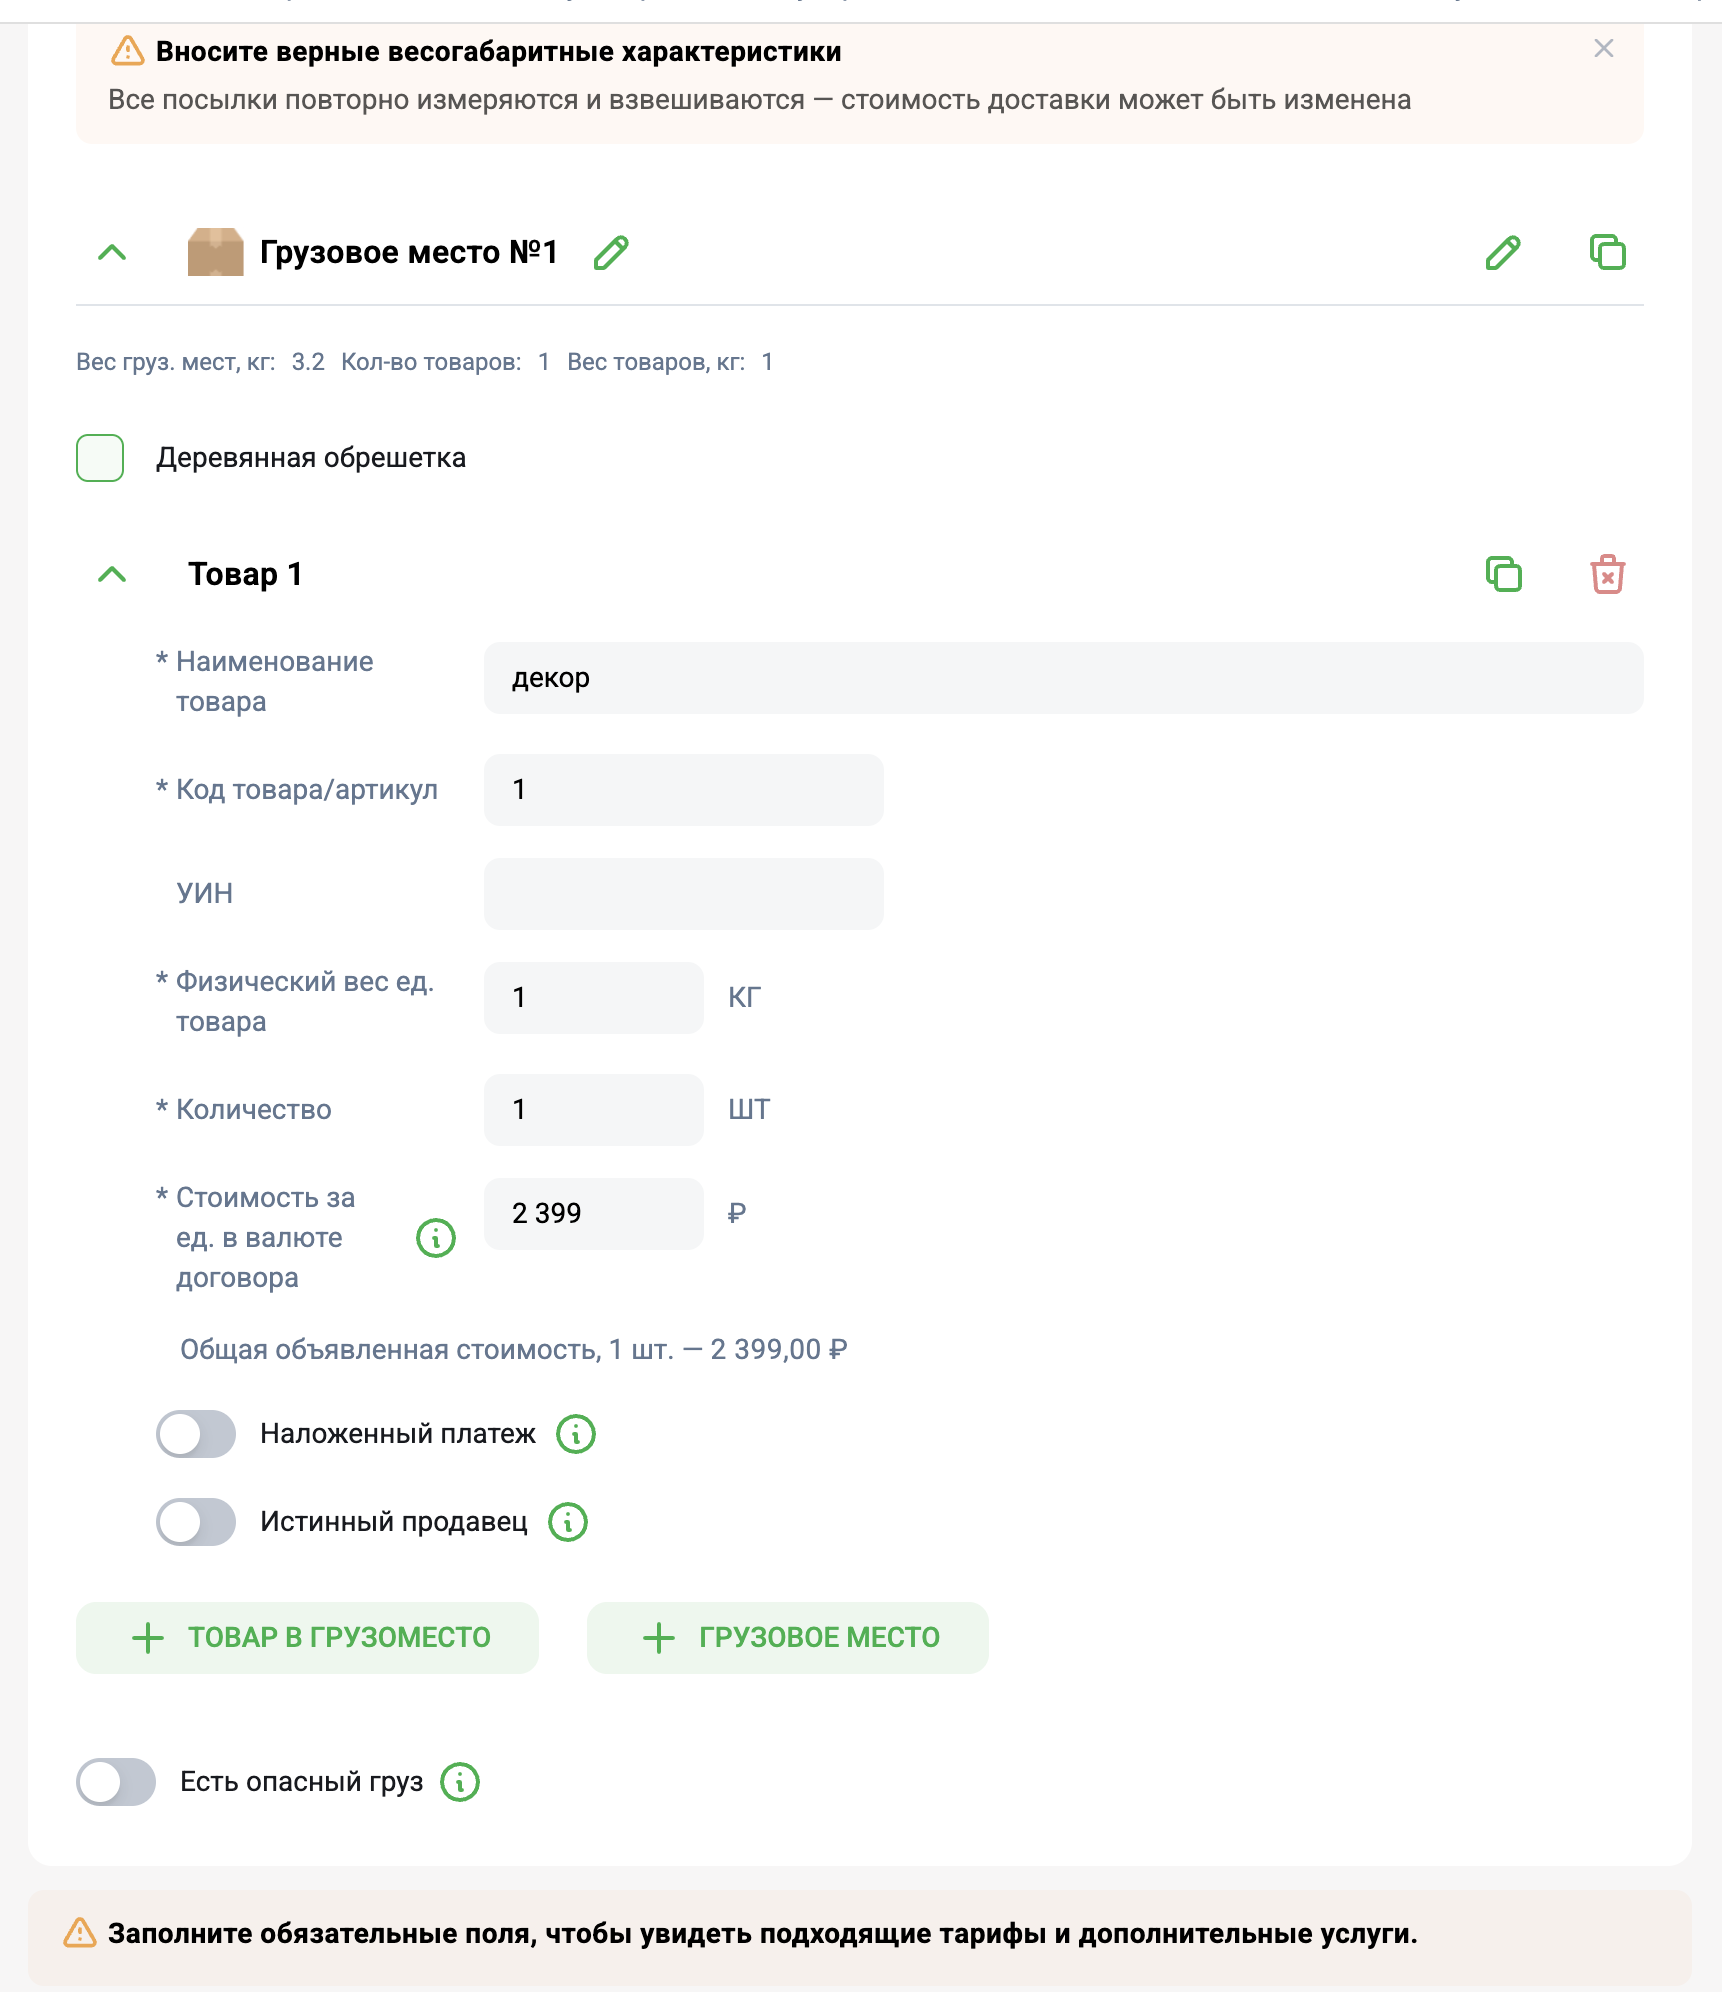 Вносите верные весогабаритные характеристики
Все посылки повторно измеряются и взвешиваются — стоимость доставки может быть изменена
Грузовое место №1
Вес груз. мест, кг: 3.2 Кол-во товаров: 1 Вес товаров, кг: 1
Деревянная обрешетка
Товар 1
* Наименование
товара
декор
* Код товара/артикул
1
УИН
* Физический вес ед.
товара
1 КГ
* Количество
1 ШТ
* Стоимость за
ед. в валюте
договора
2 399 ₽
Общая объявленная стоимость, 1 шт. — 2 399,00 ₽
Наложенный платеж
Истинный продавец
+ ТОВАР В ГРУЗОМЕСТО
+ ГРУЗОВОЕ МЕСТО
Есть опасный груз
Заполните обязательные поля, чтобы увидеть подходящие тарифы и дополнительные услуги.